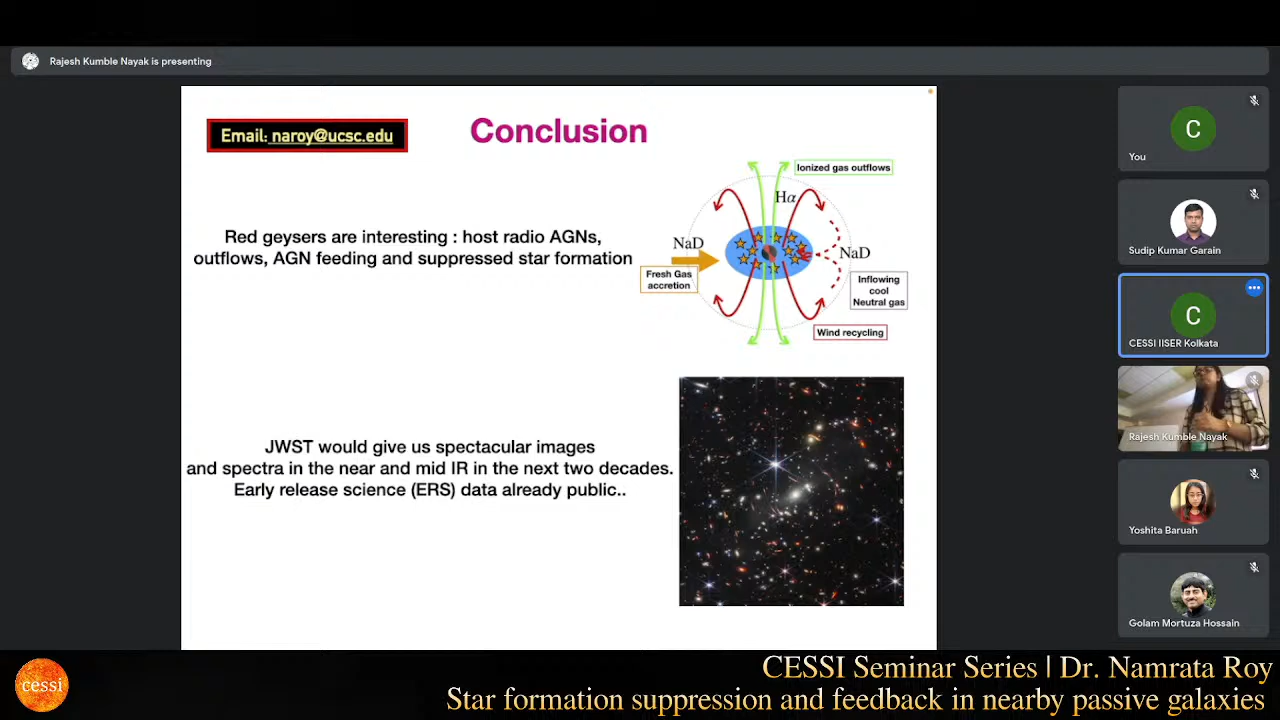 Rajesh Kumble Nayak is presenting
Email: naroy@ucsc.edu
Conclusion
Red geysers are interesting : host radio AGNs,
outflows, AGN feeding and suppressed star formation
Ionized gas outflows
Hα
NaD
NaD
Fresh Gas
accretion
Inflowing
cool
Neutral gas
Wind recycling
JWST would give us spectacular images
and spectra in the near and mid IR in the next two decades.
Early release science (ERS) data already public..
C
You
Sudip Kumar Garain
C
CESSI IISER Kolkata
Rajesh Kumble Nayak
Yoshita Baruah
Golam Mortuza Hossain
cessi
CESSI Seminar Series | Dr. Namrata Roy
Star formation suppression and feedback in nearby passive galaxies